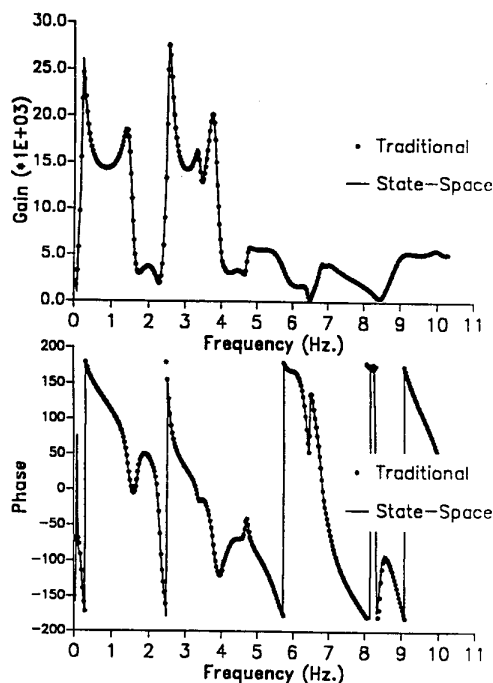 30.0
25.0
20.0
15.0
10.0
5.0
0.0
Gain (*1E+03)
Traditional
State-Space
0 1 2 3 4 5 6 7 8 9 10 11
Frequency (Hz.)
200
150
100
50
0
-50
-100
-150
-200
Phase
Traditional
State-Space
0 1 2 3 4 5 6 7 8 9 10 11
Frequency (Hz.)